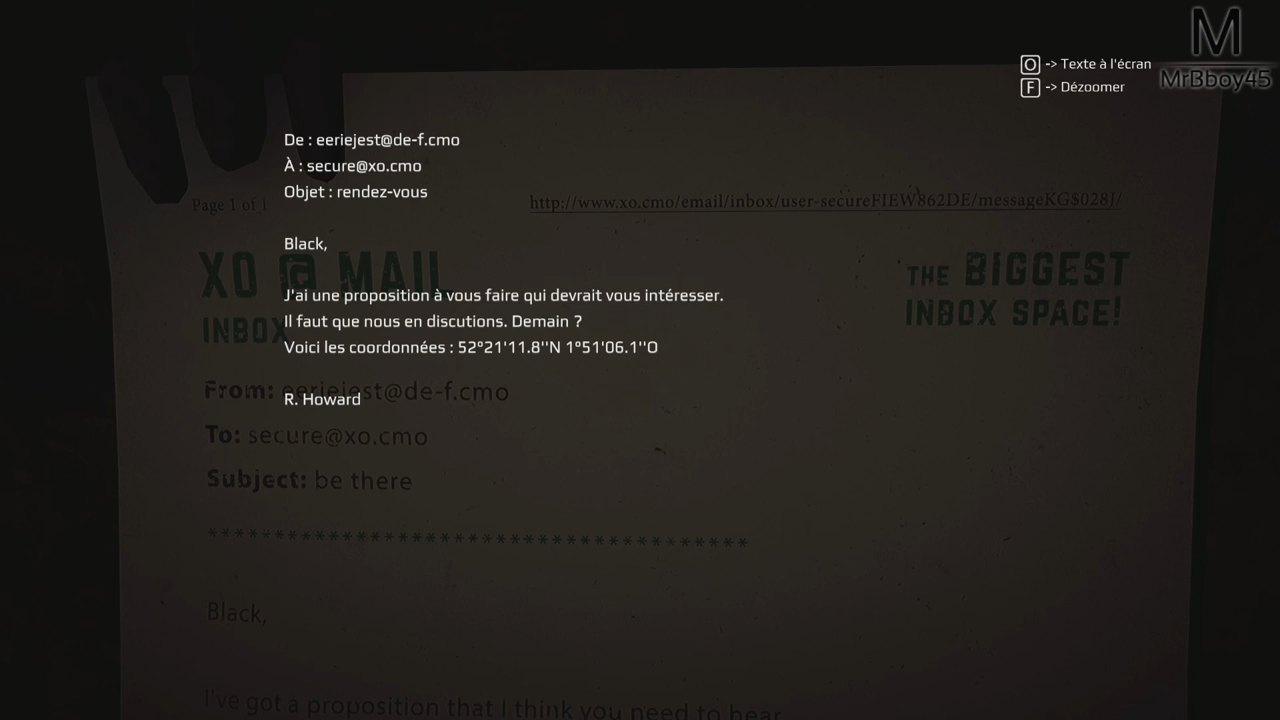 M
MrBboy45
O -> Texte à l'écran
F -> Dézoomer
De : eeriejest@de-f.cmo
À : secure@xo.cmo
Objet : rendez-vous
Black,
J'ai une proposition à vous faire qui devrait vous intéresser.
Il faut que nous en discutions. Demain ?
Voici les coordonnées : 52°21'11.8''N 1°51'06.1''O
R. Howard
Page 1 of 1
http://www.xo.cmo/email/inbox/user-secureFIEW862DE/messageKG$028J/
XO @ MAIL
INBOX
THE BIGGEST
INBOX SPACE!
From: eeriejest@de-f.cmo
To: secure@xo.cmo
Subject: be there
***********************************
Black,
I've got a proposition that I think you need to hear